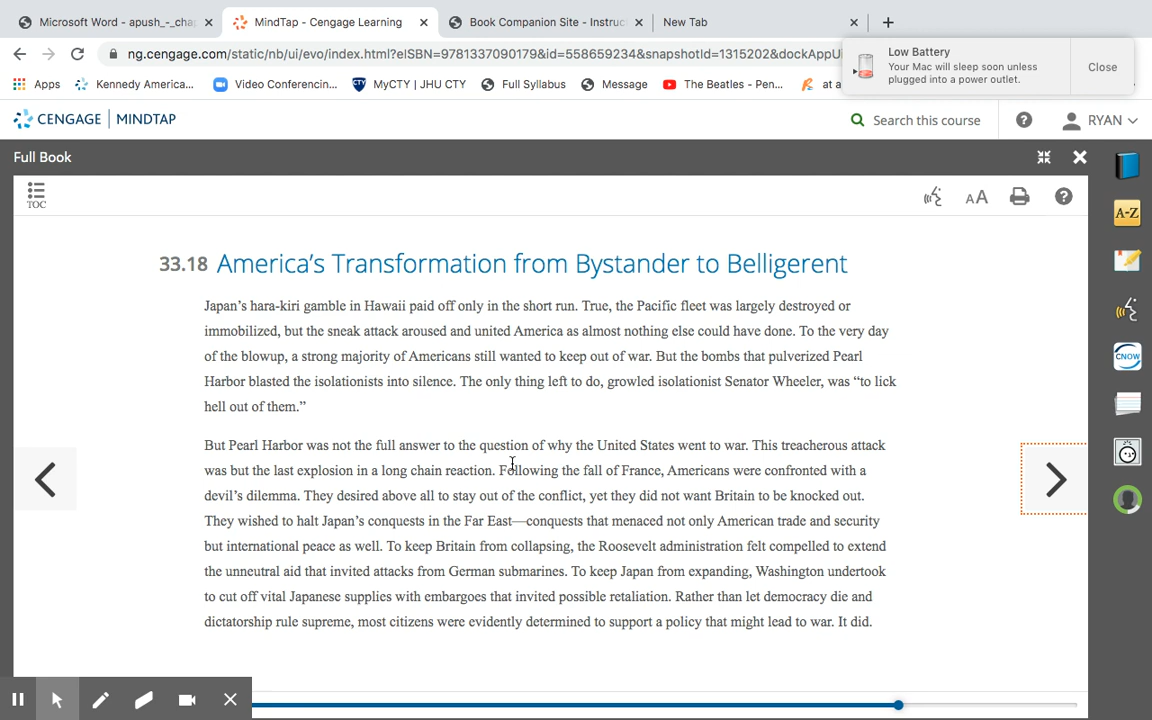 Microsoft Word - apush_-_cha
MindTap - Cengage Learning
Book Companion Site - Instruc
New Tab
ng.cengage.com/static/nb/ui/evo/index.html?eISBN=9781337090179&id=558659234&snapshotId=1315202&dockAppU
Low Battery
Your Mac will sleep soon unless
plugged into a power outlet.
Close
Apps
Kennedy America...
Video Conferencin...
CTY
MyCTY | JHU CTY
Full Syllabus
Message
The Beatles - Pen...
at a
CENGAGE | MINDTAP
Search this course
RYAN
Full Book
TOC
AA
A-Z
33.18 America's Transformation from Bystander to Belligerent
Japan's hara-kiri gamble in Hawaii paid off only in the short run. True, the Pacific fleet was largely destroyed or
immobilized, but the sneak attack aroused and united America as almost nothing else could have done. To the very day
of the blowup, a strong majority of Americans still wanted to keep out of war. But the bombs that pulverized Pearl
Harbor blasted the isolationists into silence. The only thing left to do, growled isolationist Senator Wheeler, was “to lick
hell out of them.”
CNOW
But Pearl Harbor was not the full answer to the question of why the United States went to war. This treacherous attack
was but the last explosion in a long chain reaction. Following the fall of France, Americans were confronted with a
devil's dilemma. They desired above all to stay out of the conflict, yet they did not want Britain to be knocked out.
They wished to halt Japan's conquests in the Far East—conquests that menaced not only American trade and security
but international peace as well. To keep Britain from collapsing, the Roosevelt administration felt compelled to extend
the unneutral aid that invited attacks from German submarines. To keep Japan from expanding, Washington undertook
to cut off vital Japanese supplies with embargoes that invited possible retaliation. Rather than let democracy die and
dictatorship rule supreme, most citizens were evidently determined to support a policy that might lead to war. It did.